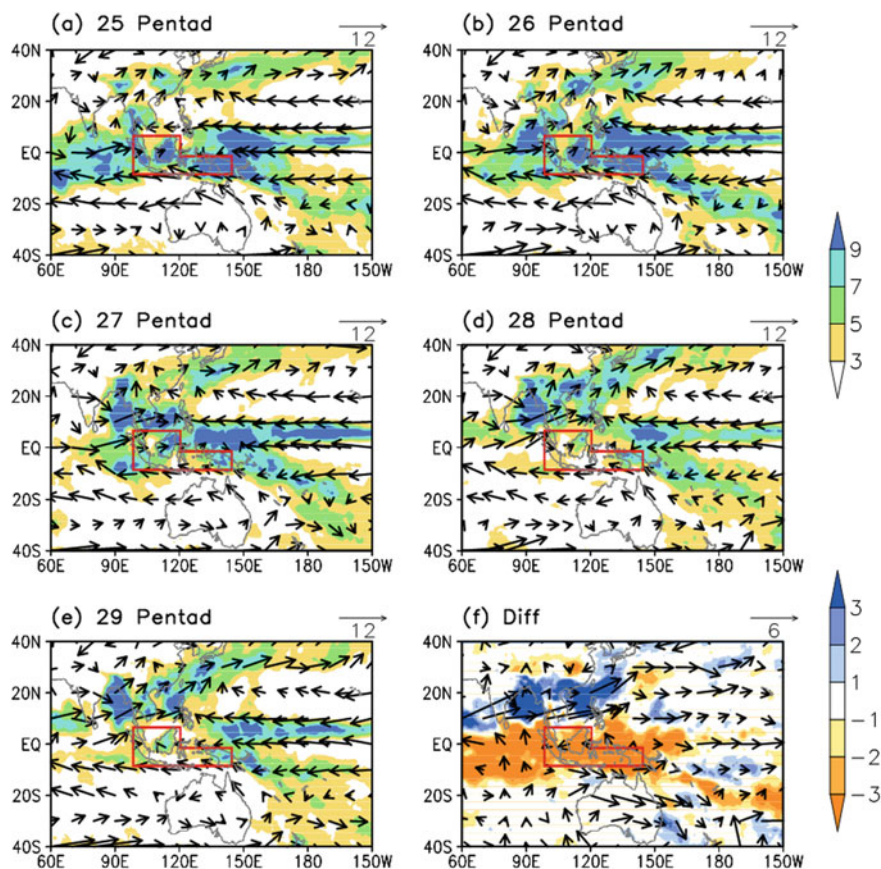 (a) 25 Pentad
12
40N
20N
EQ
20S
40S
60E 90E 120E 150E 180 150W
(b) 26 Pentad
12
40N
20N
EQ
20S
40S
60E 90E 120E 150E 180 150W
(c) 27 Pentad
12
40N
20N
EQ
20S
40S
60E 90E 120E 150E 180 150W
(d) 28 Pentad
12
40N
20N
EQ
20S
40S
60E 90E 120E 150E 180 150W
9
7
5
3
(e) 29 Pentad
12
40N
20N
EQ
20S
40S
60E 90E 120E 150E 180 150W
(f) Diff
6
40N
20N
EQ
20S
40S
60E 90E 120E 150E 180 150W
3
2
1
−1
−2
−3